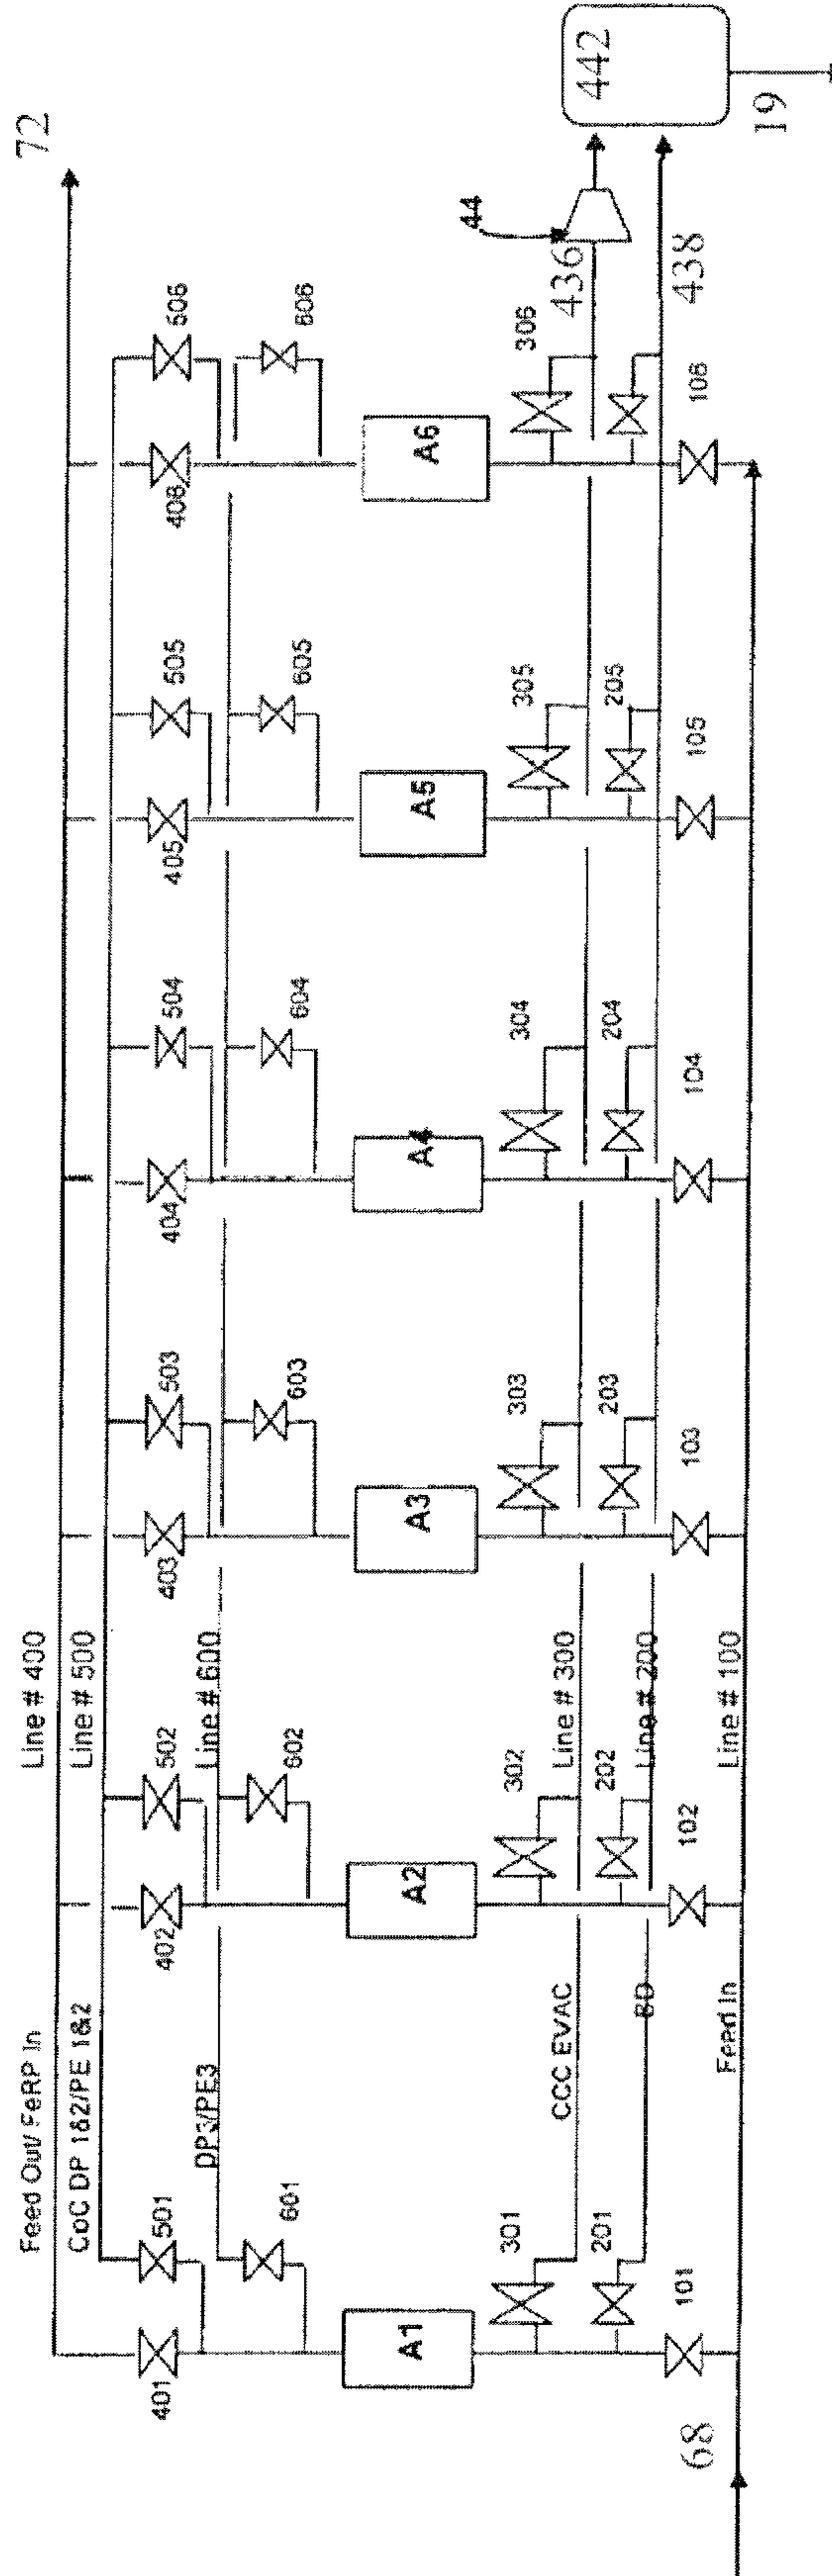 72
442
19
44
436
438
506
606
408
A6
306
106
505
605
405
A5
305
205
105
504
604
404
A4
304
204
104
503
603
403
A3
303
203
103
Line # 400
Line # 500
Line # 600
Line # 300
Line # 200
Line # 100
502
602
402
A2
302
202
102
Feed Out/ FeRP In
CoC DP 1&2/PE 1&2
DP3/PE3
CCC EVAC
BD
Feed In
501
601
401
A1
301
201
101
68